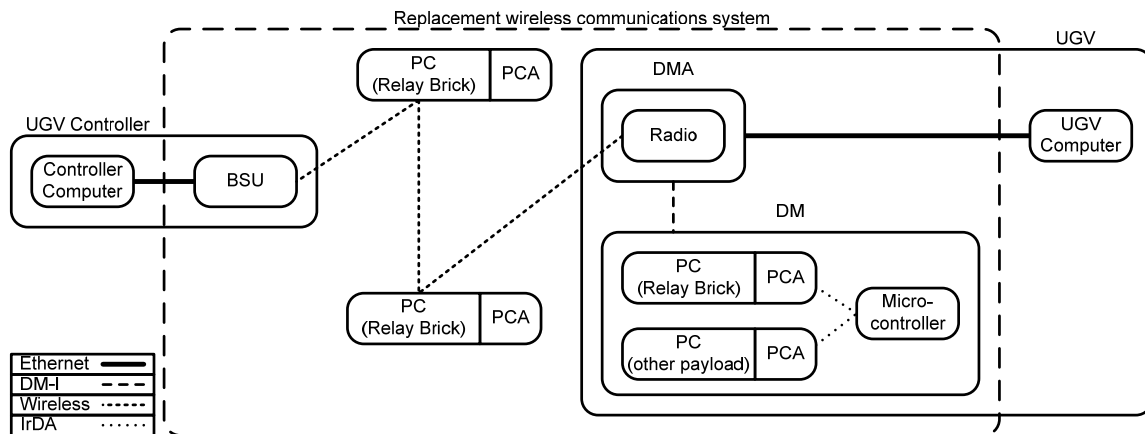 Replacement wireless communications system
UGV
PC
(Relay Brick)
PCA
DMA
Radio
UGV
Computer
UGV Controller
Controller
Computer
BSU
DM
PC
(Relay Brick)
PCA
Micro-
controller
PC
(other payload)
PCA
PC
(Relay Brick)
PCA
Ethernet
DM-I
Wireless
IrDA